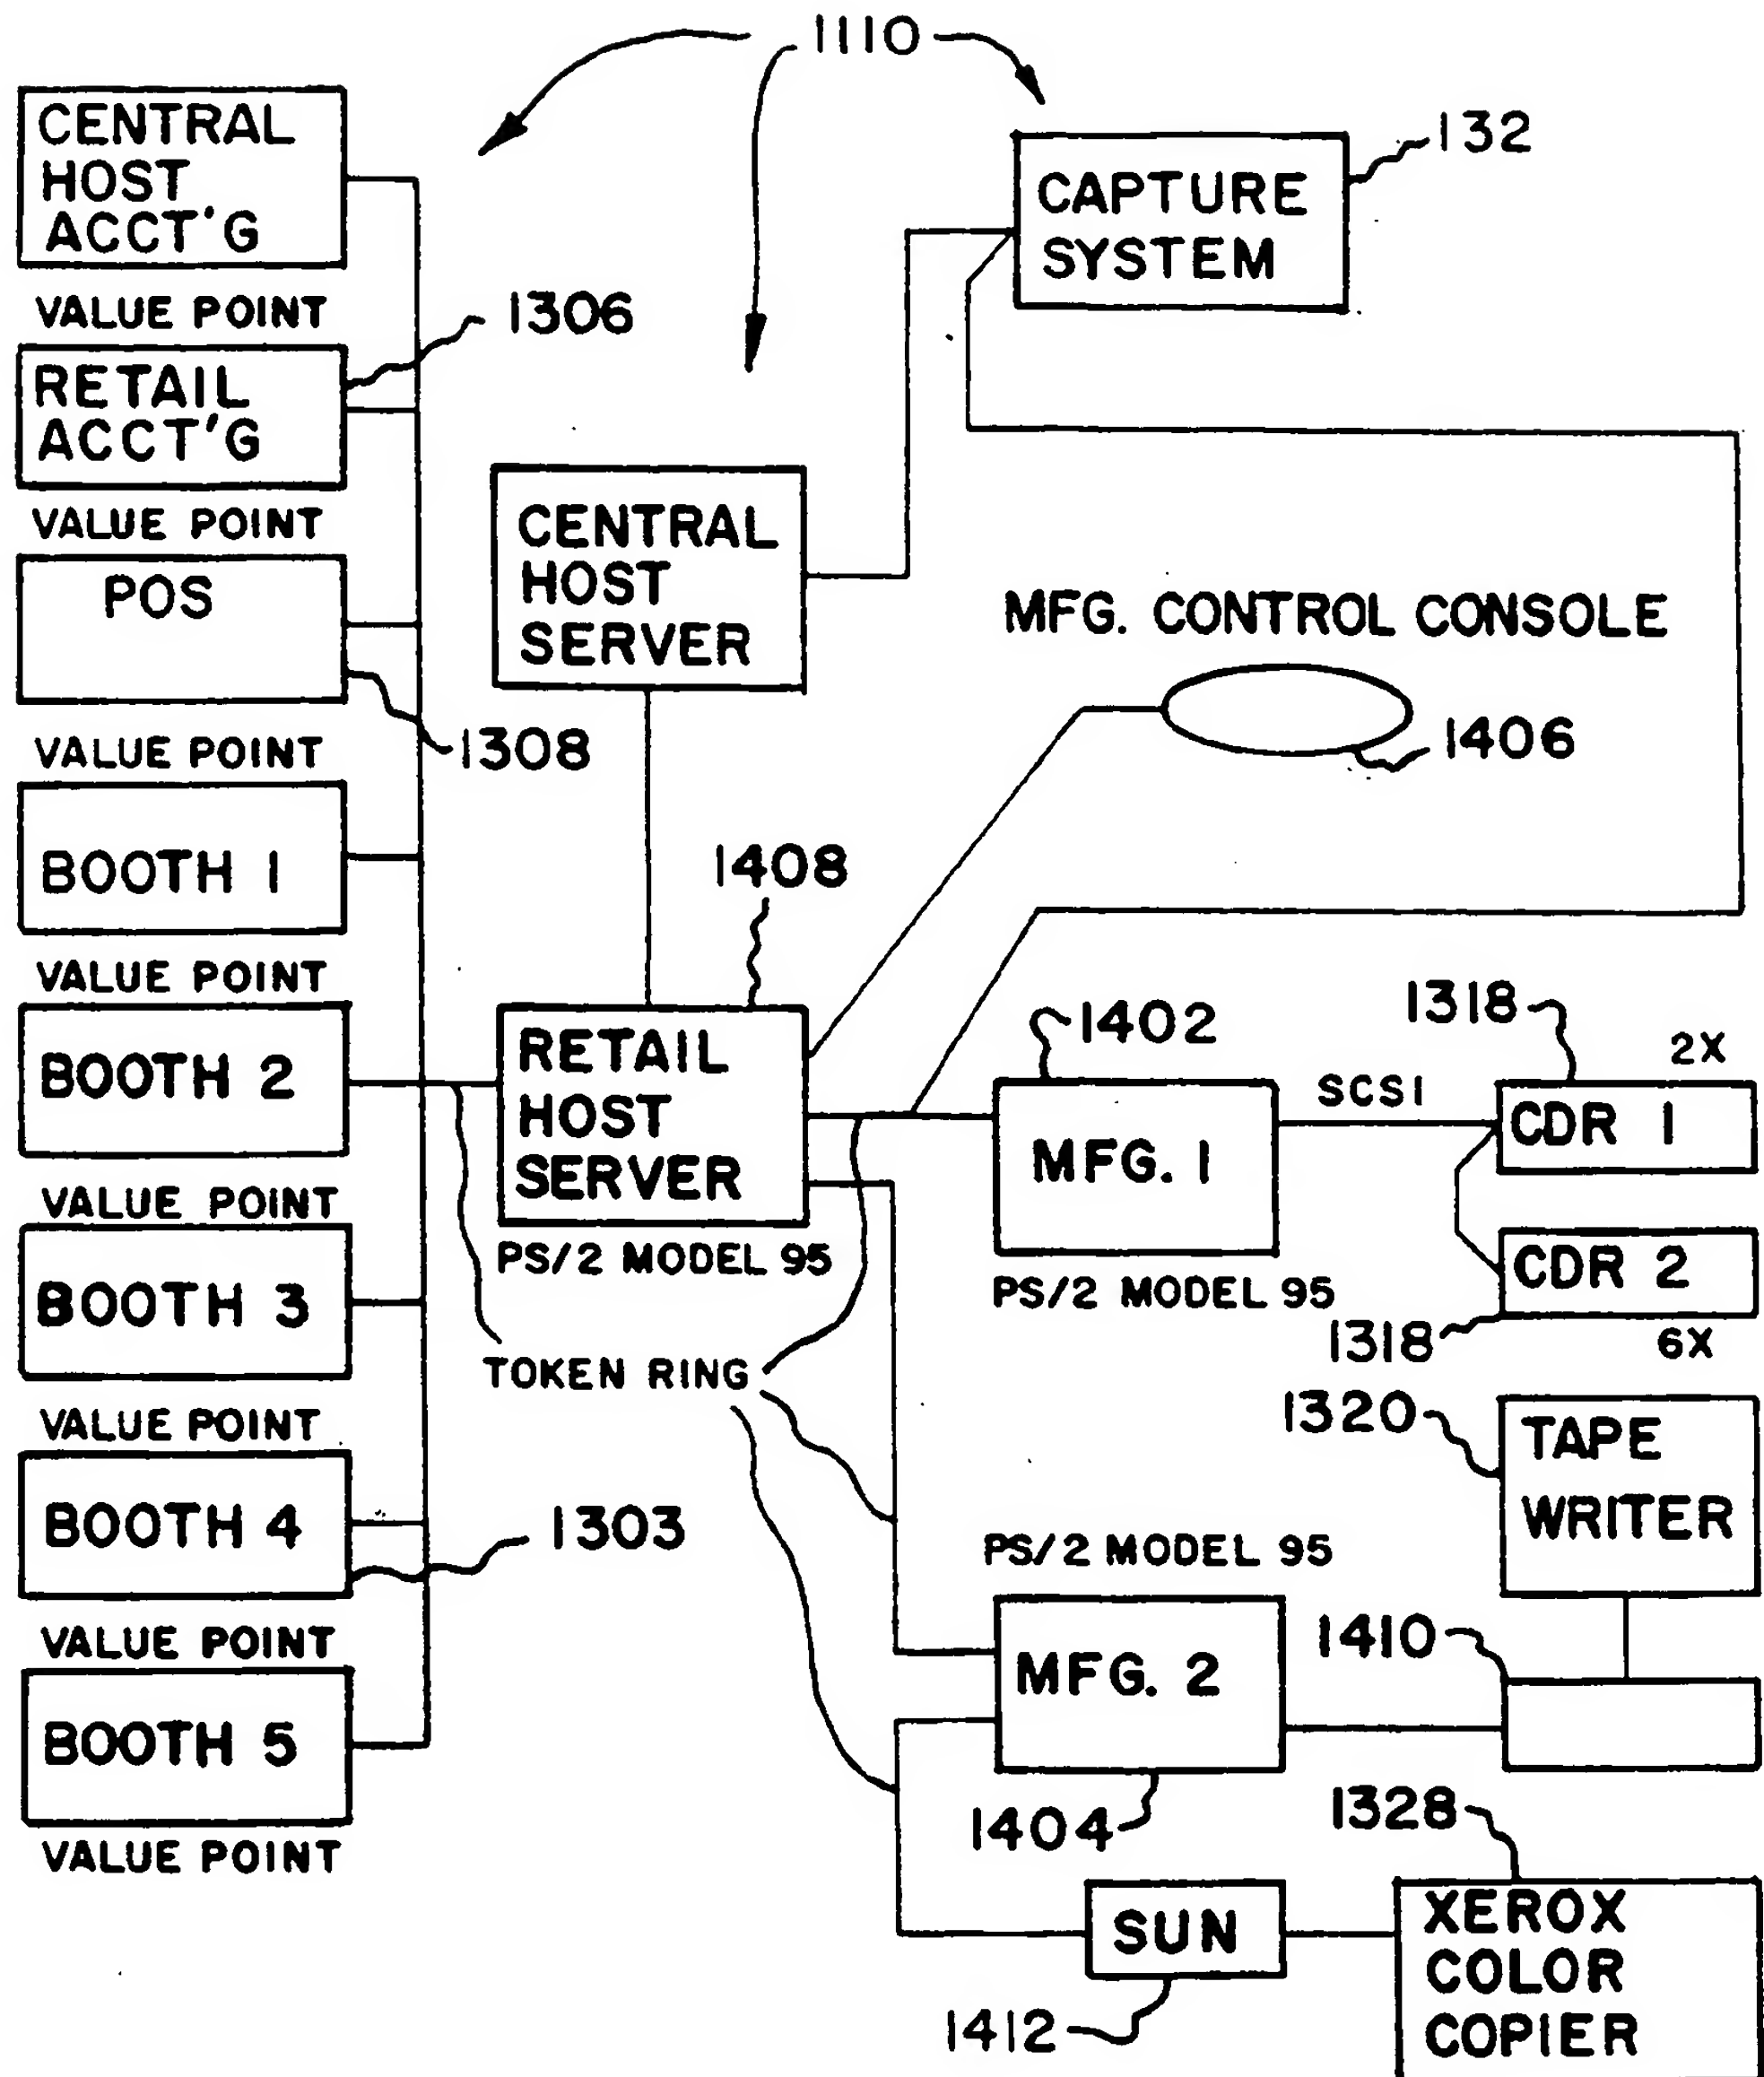 1110
CENTRAL
HOST
ACCT'G
VALUE POINT
1306
RETAIL
ACCT'G
VALUE POINT
POS
1308
VALUE POINT
BOOTH 1
VALUE POINT
BOOTH 2
VALUE POINT
BOOTH 3
VALUE POINT
BOOTH 4
1303
VALUE POINT
BOOTH 5
VALUE POINT
132
CAPTURE
SYSTEM
CENTRAL
HOST
SERVER
MFG. CONTROL CONSOLE
1406
1408
RETAIL
HOST
SERVER
PS/2 MODEL 95
TOKEN RING
1402
MFG. 1
PS/2 MODEL 95
SCSI
1318
2X
CDR 1
CDR 2
1318
6X
1320
TAPE
WRITER
PS/2 MODEL 95
MFG. 2
1404
1410
1328
SUN
1412
XEROX
COLOR
COPIER